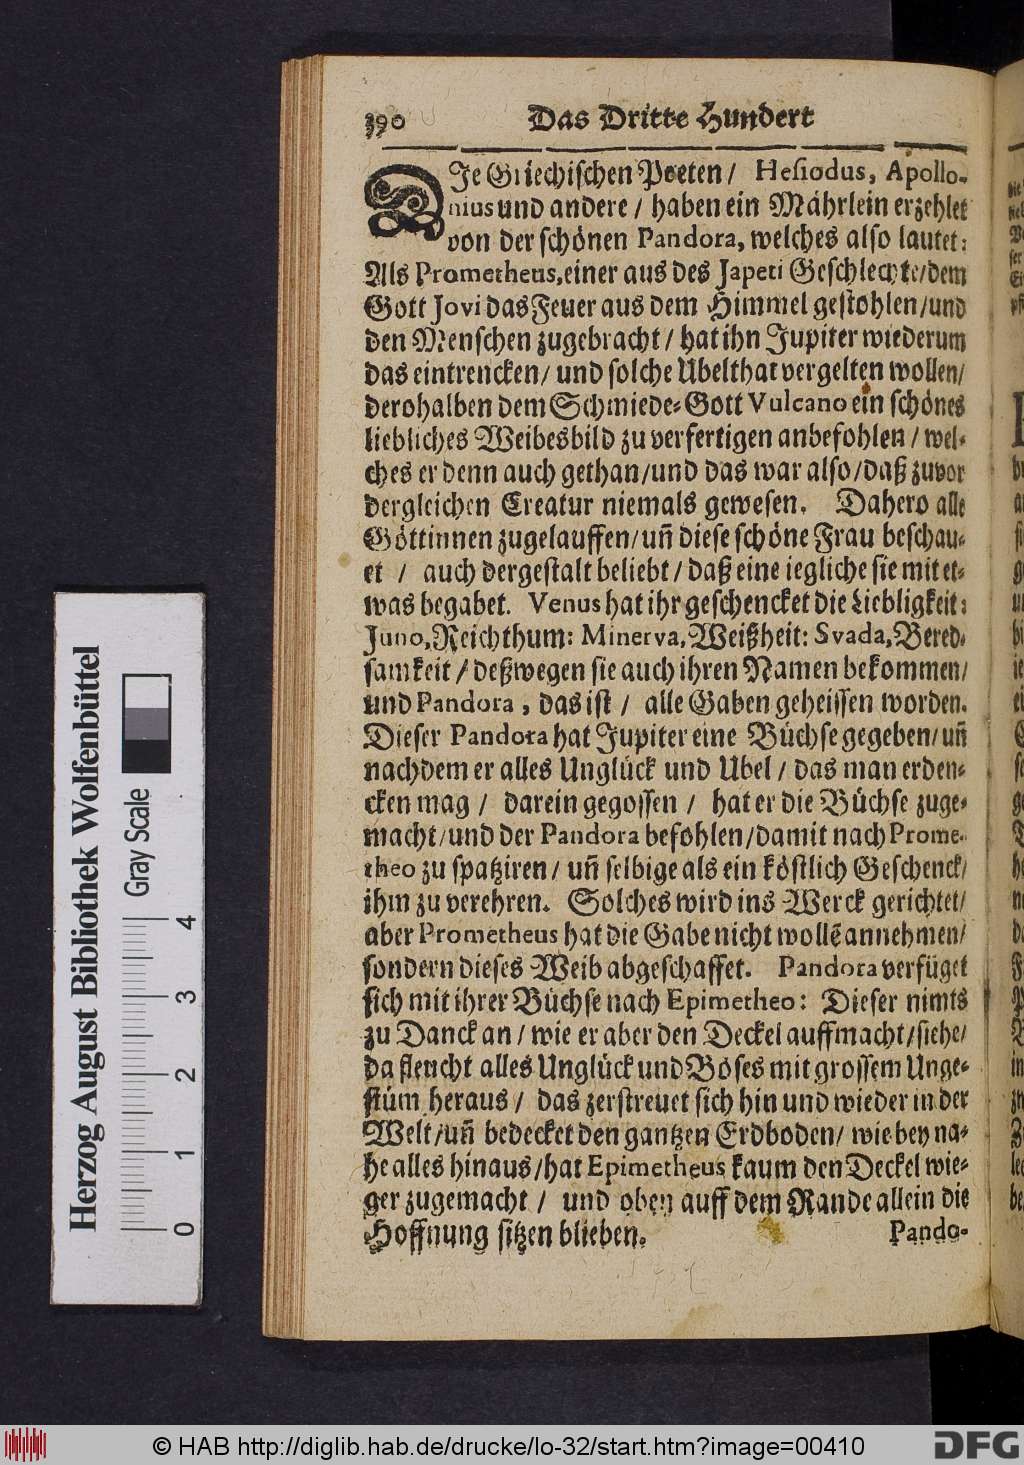 390 Das Dritte Hundert
DIe Griechischen Poeten / Hesiodus, Apollo-
nius und andere / haben ein Mährlein erzehlet
von der schönen Pandora, welches also lautet:
Als Prometheus, einer aus des Japeti Geschlechte / dem
Gott Jovi das Feuer aus dem Himmel gestohlen / und
den Menschen zugebracht / hat ihn Jupiter wiederum
das eintrencken / und solche Ubelthat vergelten wollen /
derohalben dem Schmiede-Gott Vulcano ein schönes
liebliches Weibesbild zu verfertigen anbefohlen / wel-
ches er denn auch gethan / und das war also / daß zuvor
dergleichen Creatur niemals gewesen. Dahero alle
Göttinnen zugelauffen / uñ diese schöne Frau beschau-
et / auch dergestalt beliebt / daß eine iegliche sie mit et-
was begabet. Venus hat ihr geschencket die Liebligkeit:
Juno, Reichthum: Minerva, Weißheit: Svada, Bered-
samkeit / deßwegen sie auch ihren Namen bekommen /
und Pandora, das ist / alle Gaben geheissen worden.
Dieser Pandora hat Jupiter eine Büchse gegeben / uñ
nachdem er alles Unglück und Ubel / das man erden-
cken mag / darein gegossen / hat er die Büchse zuge-
macht / und der Pandora befohlen / damit nach Prome-
theo zu spatziren / uñ selbige als ein köstlich Geschenck /
ihm zu verehren. Solches wird ins Werck gerichtet /
aber Prometheus hat die Gabe nicht wollē annehmen /
sondern dieses Weib abgeschaffet. Pandora verfüget
sich mit ihrer Büchse nach Epimetheo: Dieser nimts
zu Danck an / wie er aber den Deckel auffmacht / siehe /
da fleucht alles Unglück und Böses mit grossem Unge-
stüm heraus / das zerstreuet sich hin und wieder in der
Welt / uñ bedecket den gantzen Erdboden / wie bey na-
he alles hinaus / hat Epimetheus kaum den Deckel wie-
ger zugemacht / und oben auff dem Rande allein die
Hoffnung sitzen blieben. Pando-
Herzog August Bibliothek Wolfenbüttel
Gray Scale
0 1 2 3 4
© HAB http://diglib.hab.de/drucke/lo-32/start.htm?image=00410
DFG